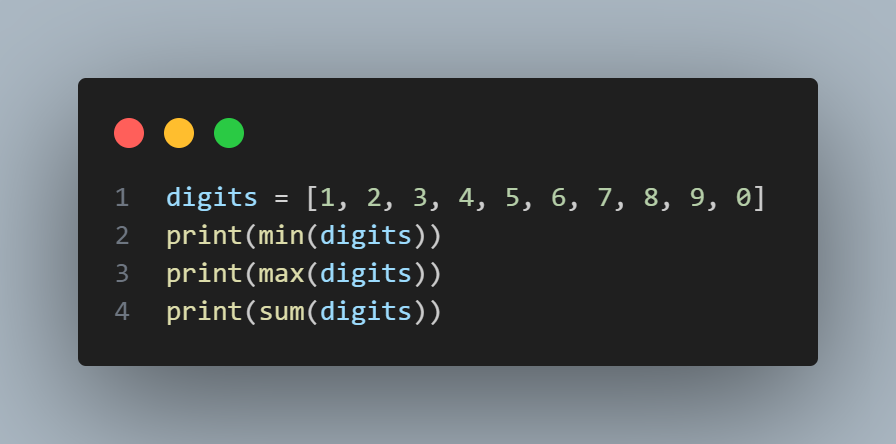 1 digits = [1, 2, 3, 4, 5, 6, 7, 8, 9, 0]
2 print(min(digits))
3 print(max(digits))
4 print(sum(digits))